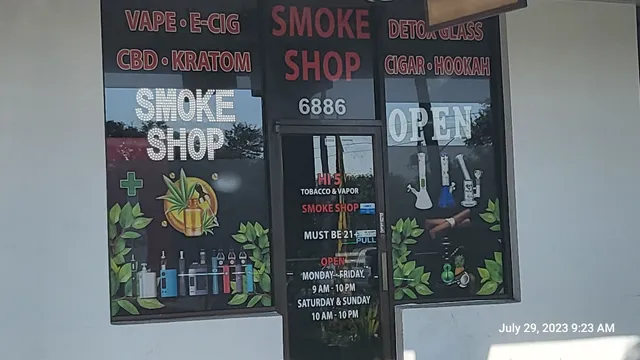 VAPE • E-CIG
CBD • KRATOM
SMOKE
SHOP
SMOKE
SHOP
6886
DETOX GLASS
CIGAR • HOOKAH
OPEN
HI 5
TOBACCO & VAPOR
SMOKE SHOP
MUST BE 21+
PULL
OPEN
MONDAY - FRIDAY
9 AM - 10 PM
SATURDAY & SUNDAY
10 AM - 10 PM
July 29, 2023 9:23 AM